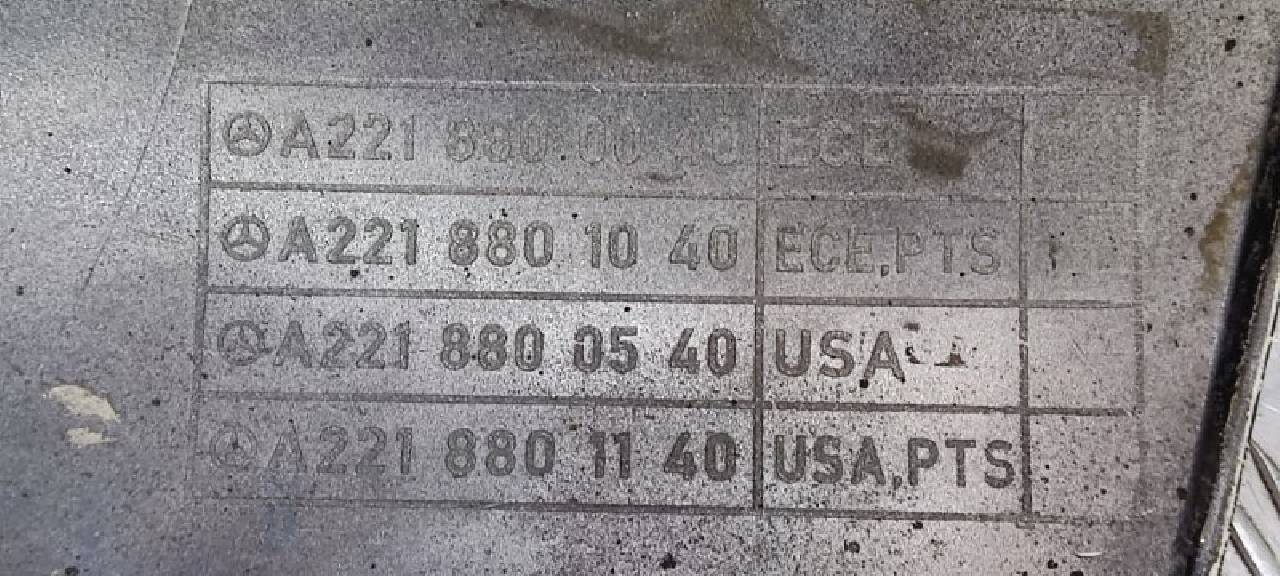 A221 880 00 40 ECE
A221 880 10 40 ECE,PTS
A221 880 05 40 USA
A221 880 11 40 USA,PTS